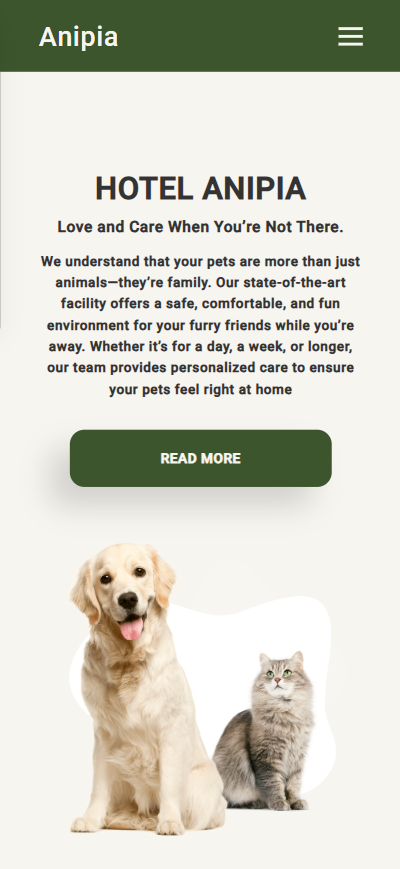 Anipia
HOTEL ANIPIA
Love and Care When You’re Not There.
We understand that your pets are more than just
animals—they’re family. Our state-of-the-art
facility offers a safe, comfortable, and fun
environment for your furry friends while you’re
away. Whether it’s for a day, a week, or longer,
our team provides personalized care to ensure
your pets feel right at home
READ MORE